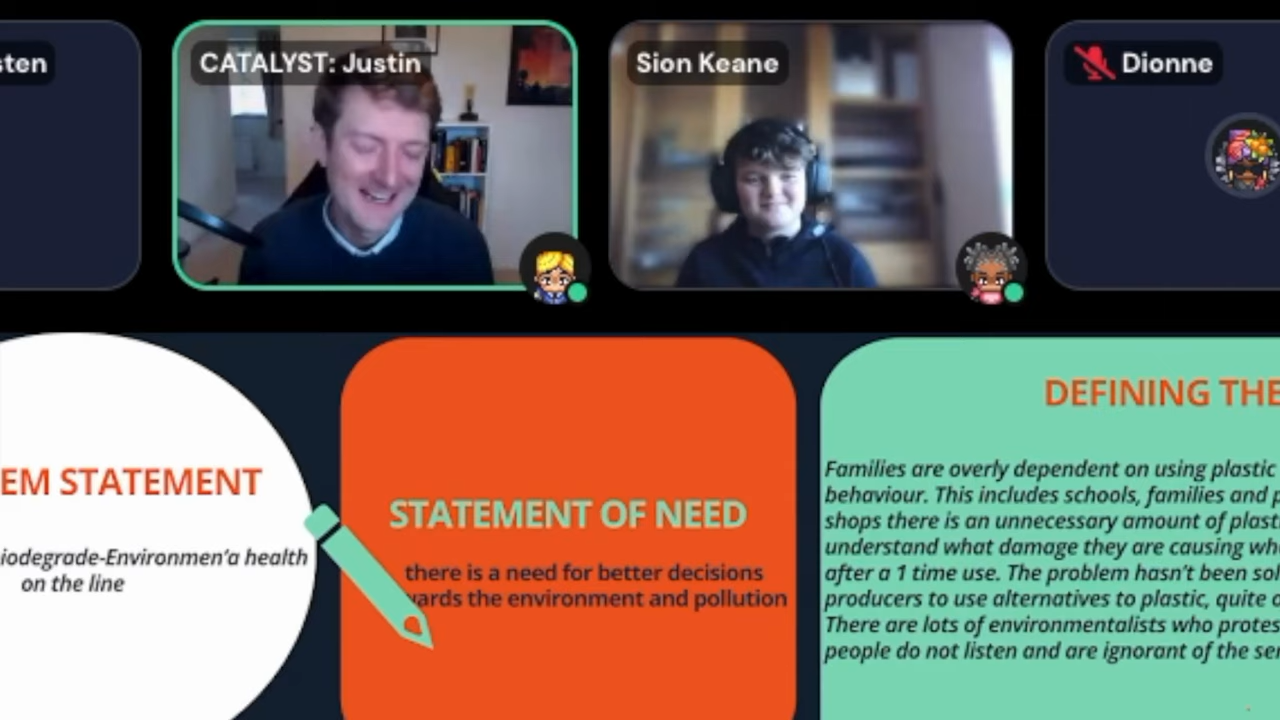 sten
CATALYST: Justin
Sion Keane
Dionne
EM STATEMENT
iodegrade-Environmen'a health
on the line
STATEMENT OF NEED
there is a need for better decisions
wards the environment and pollution
DEFINING THE
Families are overly dependent on using plastic
behaviour. This includes schools, families and p
shops there is an unnecessary amount of plast
understand what damage they are causing wh
after a 1 time use. The problem hasn't been sol
producers to use alternatives to plastic, quite o
There are lots of environmentalists who protes
people do not listen and are ignorant of the se